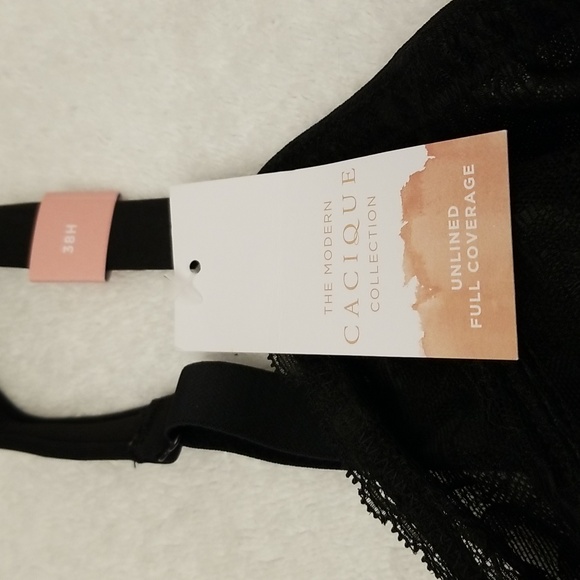 38H
THE MODERN
CACIQUE
COLLECTION
UNLINED
FULL COVERAGE